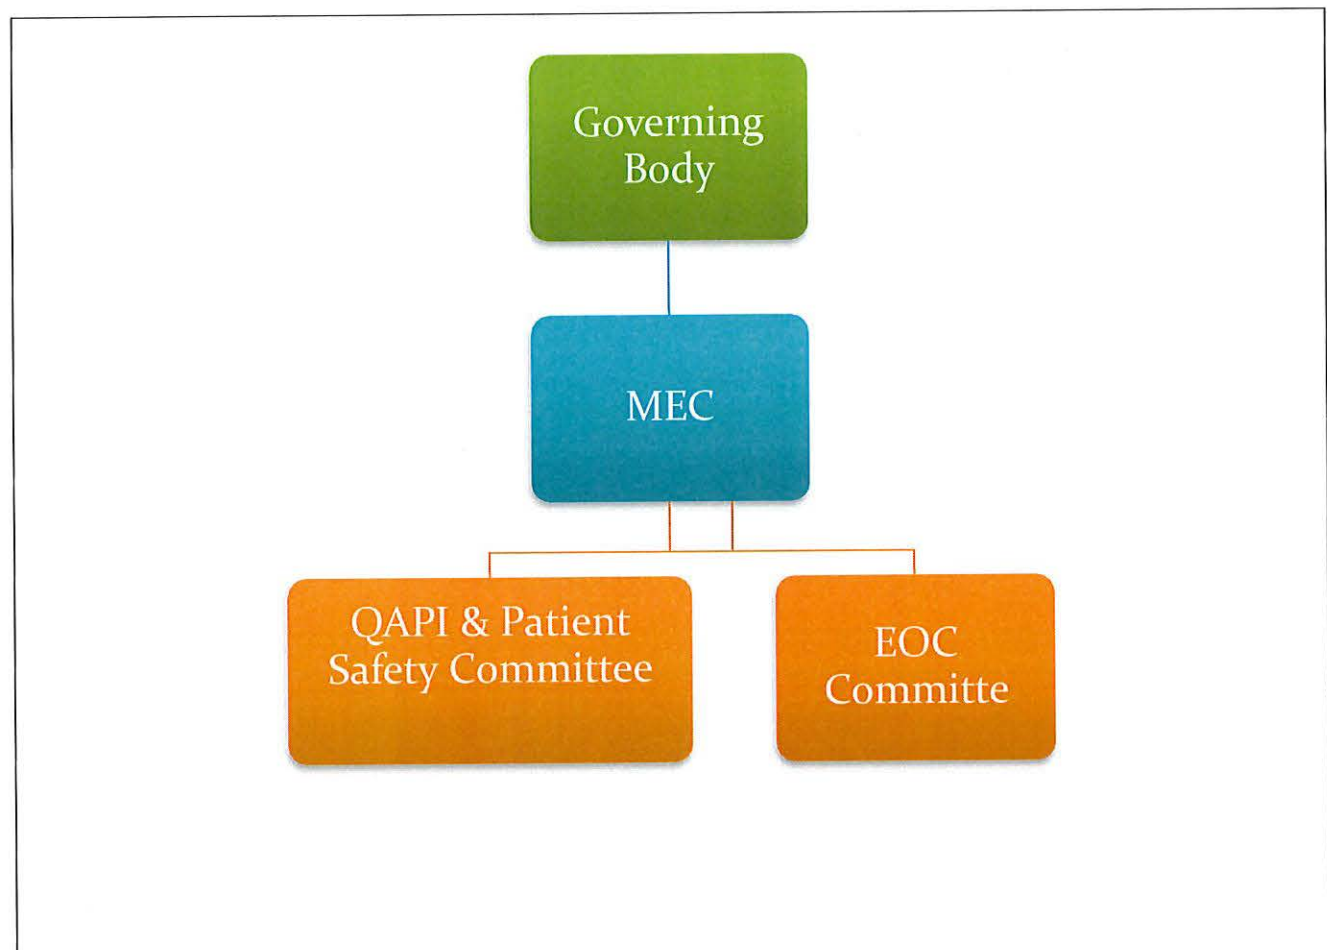 Governing
Body
MEC
QAPI & Patient
Safety Committee
EOC
Committe